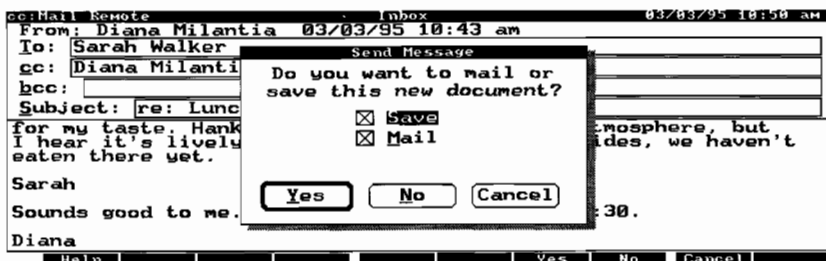 cc:Mail Remote Inbox 03/03/95 10:50 am
From: Diana Milantia 03/03/95 10:43 am
To: Sarah Walker
cc: Diana Milanti
bcc:
Subject: re: Lunc
Send Message
Do you want to mail or
save this new document?
Save
Mail
Yes No Cancel
for my taste. Hank tmosphere, but
I hear it's lively ides, we haven't
eaten there yet.
Sarah
Sounds good to me. :30.
Diana
Help Yes No Cancel